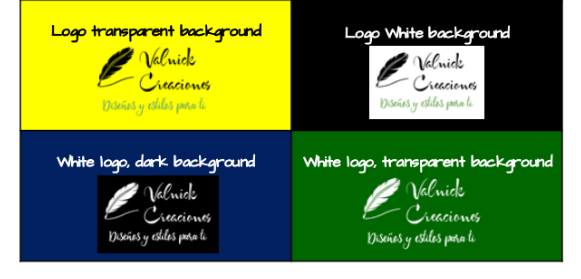 Logo transparent background
Valnick
Creaciones
Diseños y estilos para ti
Logo White background
Valnick
Creaciones
Diseños y estilos para ti
White logo, dark background
Valnick
Creaciones
Diseños y estilos para ti
White logo, transparent background
Valnick
Creaciones
Diseños y estilos para ti